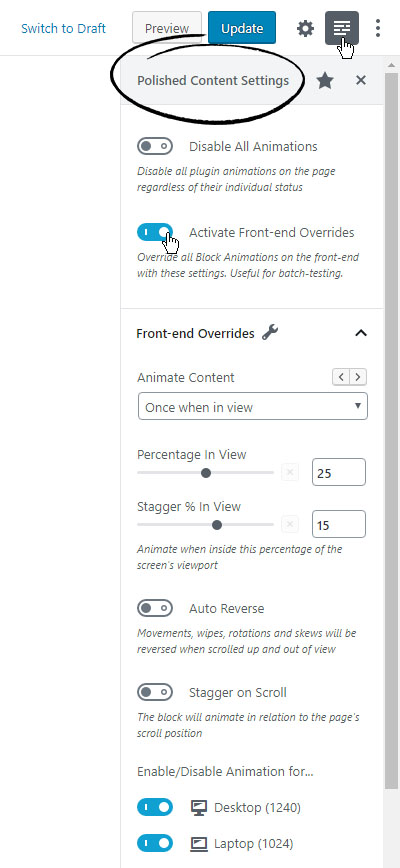 Switch to Draft Preview Update
Polished Content Settings
Disable All Animations
Disable all plugin animations on the page
regardless of their individual status
Activate Front-end Overrides
Override all Block Animations on the front-end
with these settings. Useful for batch-testing.
Front-end Overrides
Animate Content
Once when in view
Percentage In View
25
Stagger % In View
15
Animate when inside this percentage of the
screen's viewport
Auto Reverse
Movements, wipes, rotations and skews will be
reversed when scrolled up and out of view
Stagger on Scroll
The block will animate in relation to the page's
scroll position
Enable/Disable Animation for...
Desktop (1240)
Laptop (1024)